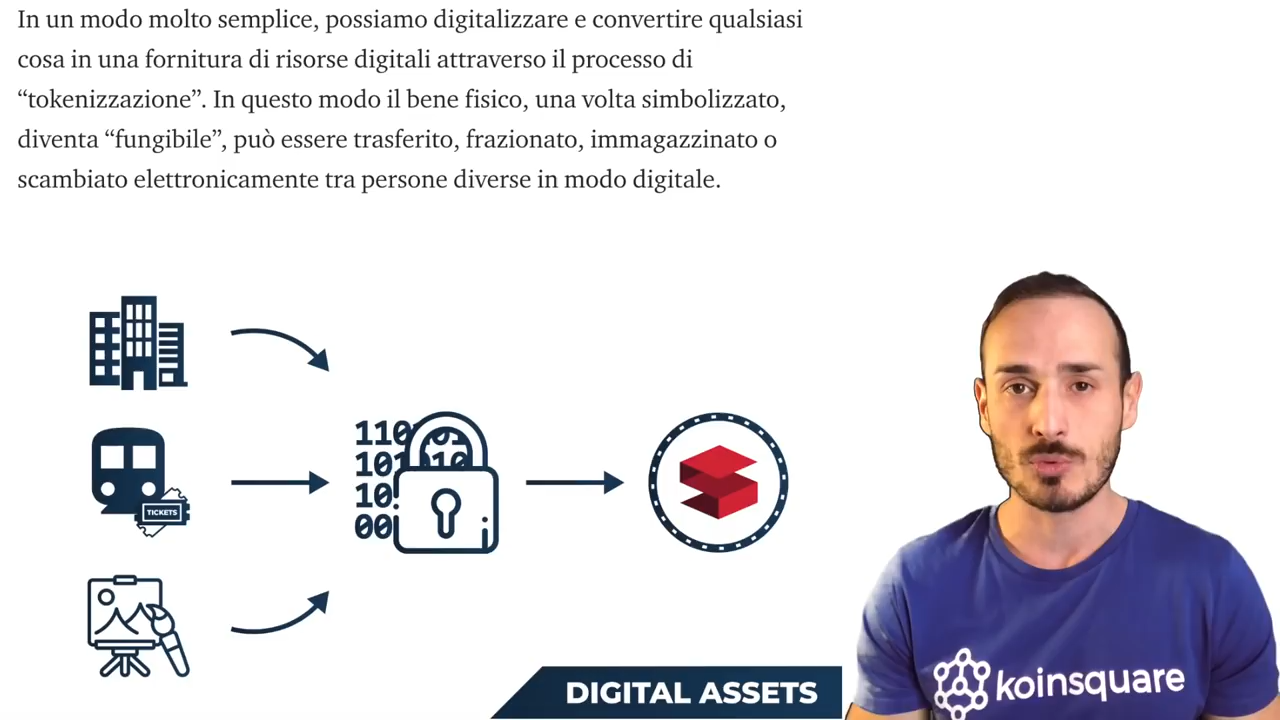 In un modo molto semplice, possiamo digitalizzare e convertire qualsiasi
cosa in una fornitura di risorse digitali attraverso il processo di
“tokenizzazione”. In questo modo il bene fisico, una volta simbolizzato,
diventa “fungibile”, può essere trasferito, frazionato, immagazzinato o
scambiato elettronicamente tra persone diverse in modo digitale.
TICKETS
DIGITAL ASSETS
koinsquare